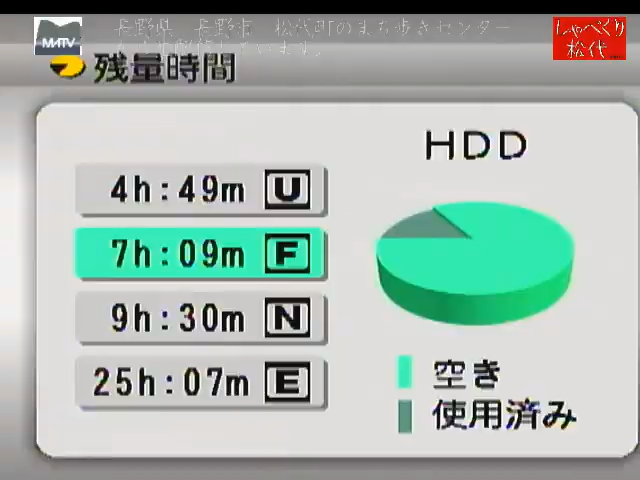 長野県 長野市 松代町のまち歩きセンター
M-TV
しゃべくり
松代
残量時間
HDD
4h:49m U
7h:09m F
9h:30m N
25h:07m E
空き
使用済み